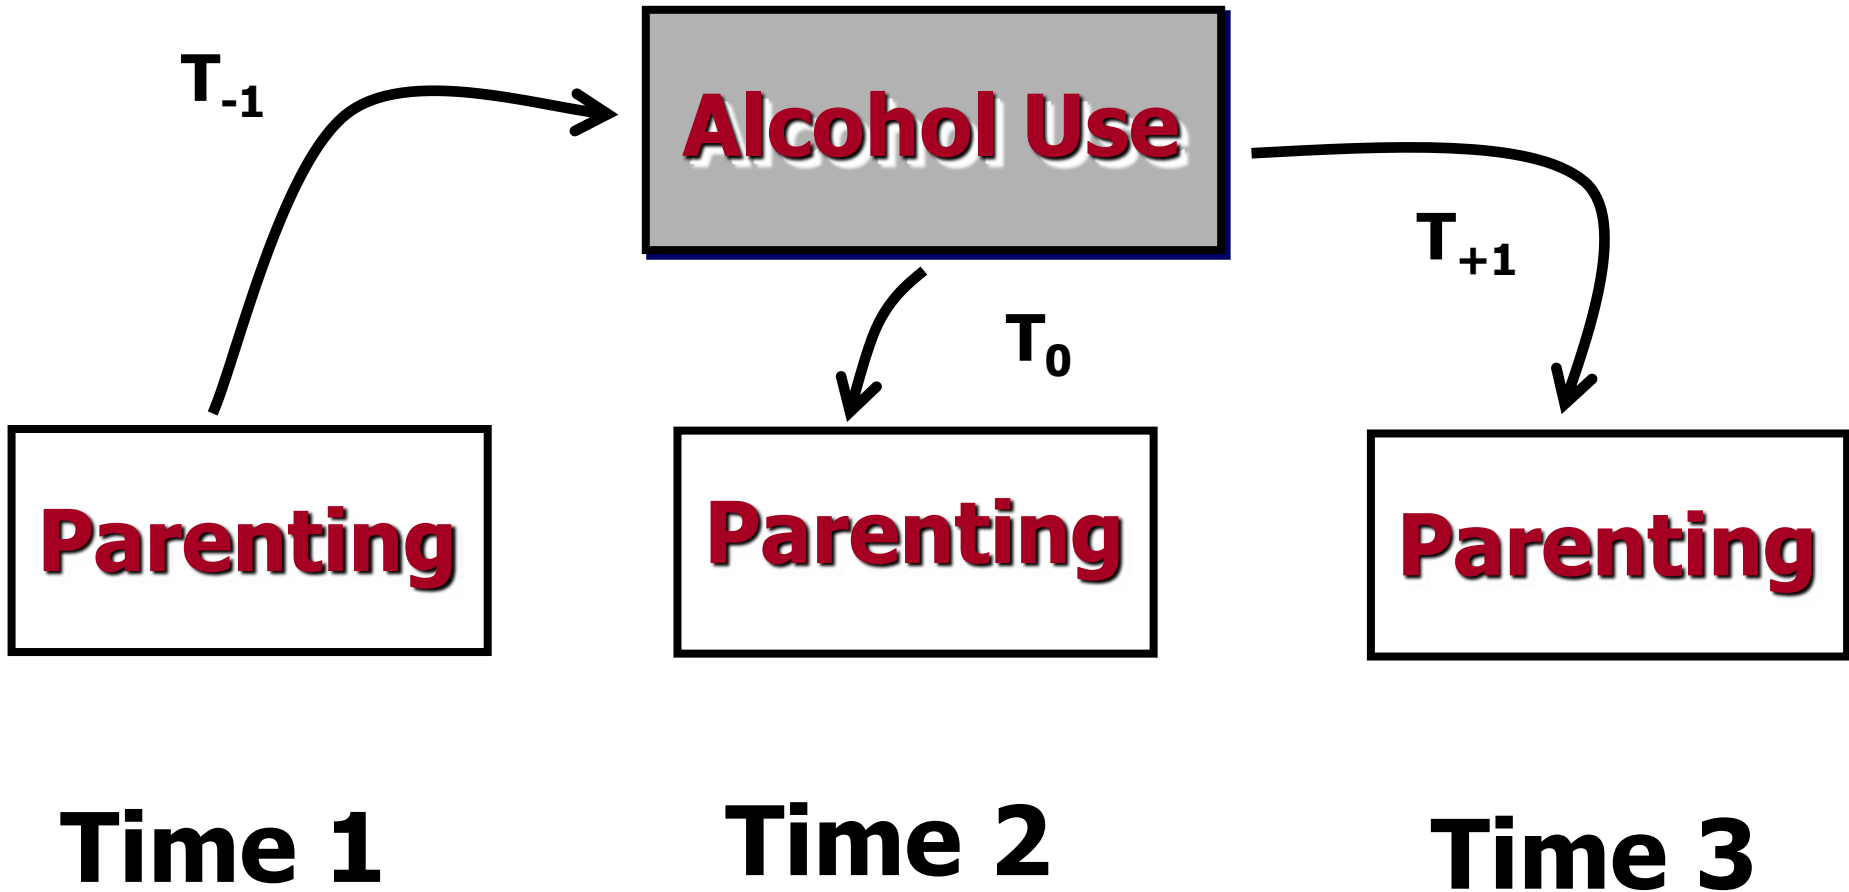 T-1
Alcohol Use
T+1
T0
Parenting
Parenting
Parenting
Time 1
Time 2
Time 3